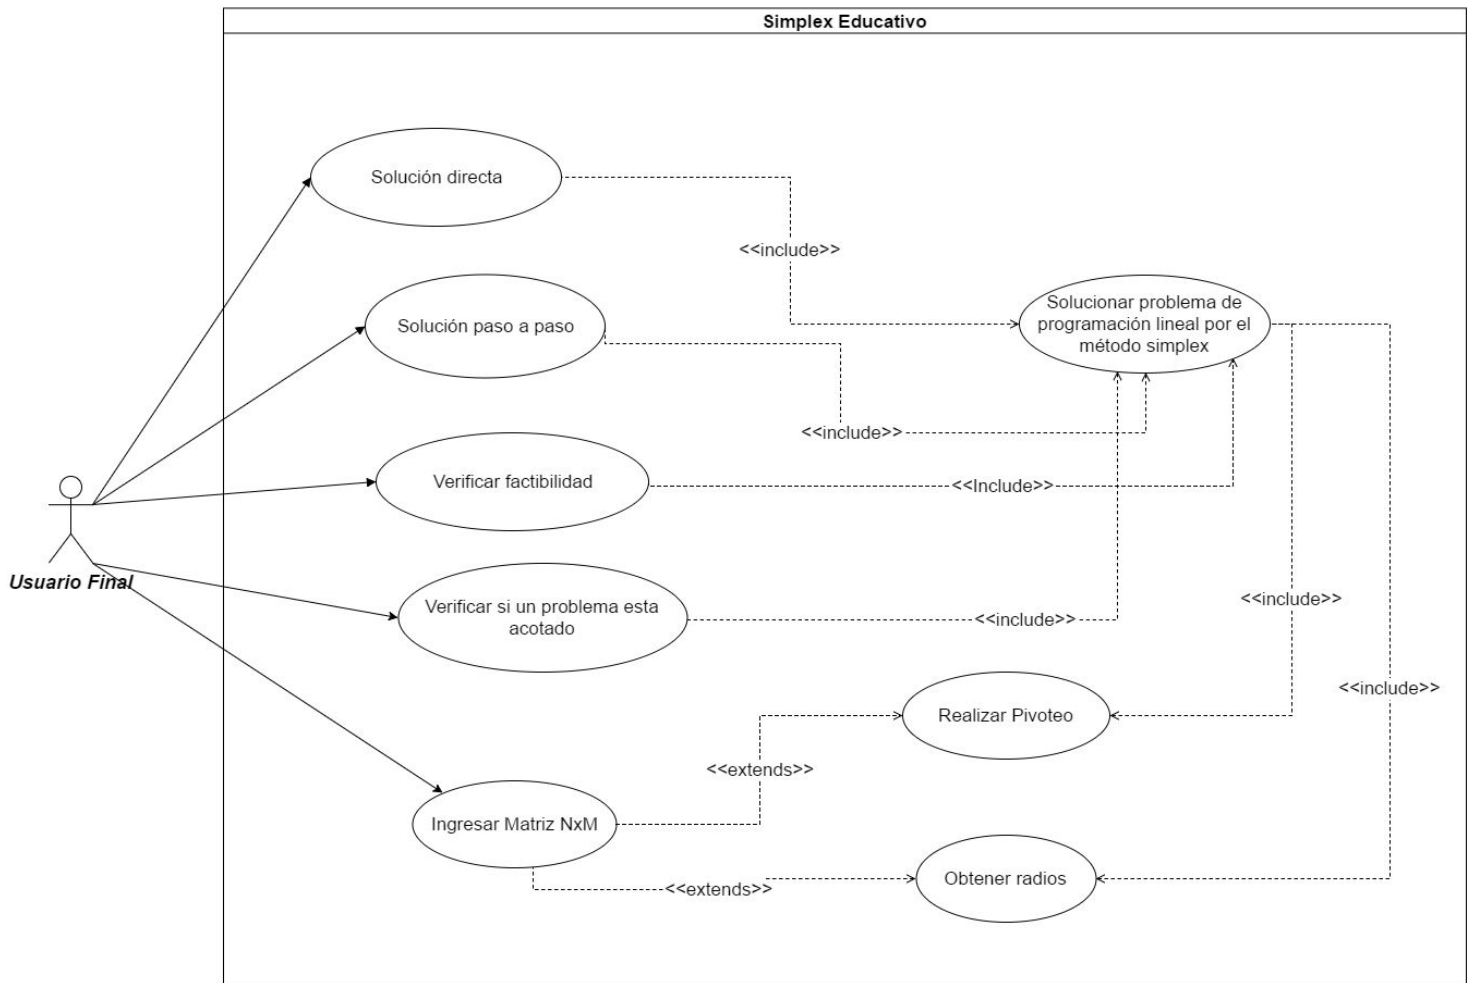 Simplex Educativo
Solución directa
<<include>>
Solucionar problema de
programación lineal por el
método simplex
Solución paso a paso
<<include>>
Verificar factibilidad
<<Include>>
Usuario Final
Verificar si un problema esta
acotado
<<include>>
<<include>>
<<include>>
Realizar Pivoteo
<<extends>>
Ingresar Matriz NxM
Obtener radios
<<extends>>